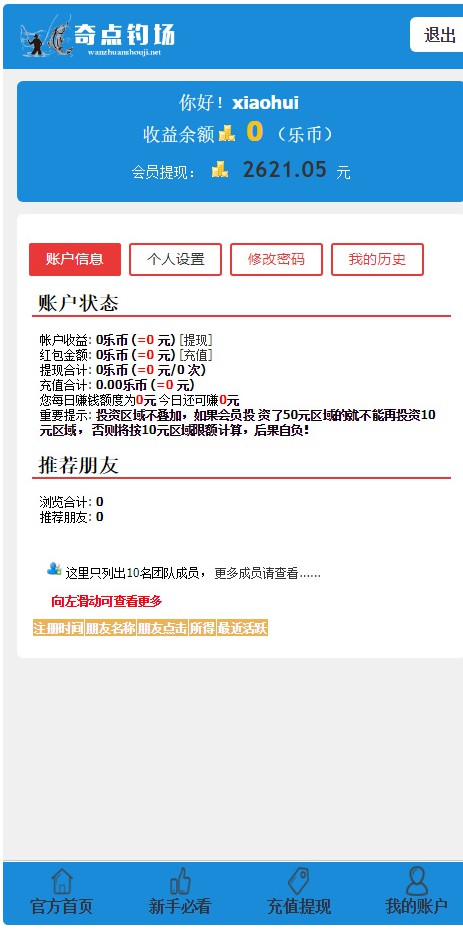 奇点钓场
wanzhuanshouji.net
退出
你好！xiaohui
收益余额 0 （乐币）
会员提现： 2621.05 元
账户信息 个人设置 修改密码 我的历史
账户状态
帐户收益: 0乐币 (=0 元) [提现]
红包金额: 0乐币 (=0 元) [充值]
提现合计: 0乐币 (=0 元/0 次)
充值合计: 0.00乐币 (=0 元)
您每日赚钱额度为0元 今日还可赚0元
重要提示: 投资区域不叠加，如果会员投 资了50元区域的就不能再投资10
元区域，否则将按10元区域限额计算，后果自负!
推荐朋友
浏览合计: 0
推荐朋友: 0
这里只列出10名团队成员，更多成员请查看......
向左滑动可查看更多
注册时间 朋友名称 朋友点击 所得 最近活跃
官方首页 新手必看 充值提现 我的账户